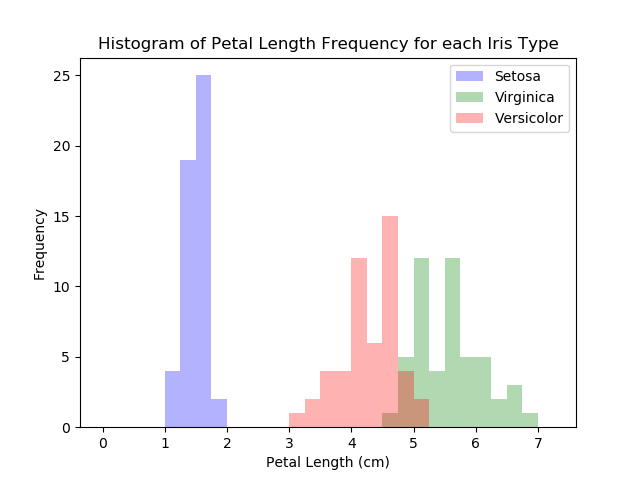 Histogram of Petal Length Frequency for each Iris Type
Setosa
Virginica
Versicolor
25
20
15
10
5
0
Frequency
0 1 2 3 4 5 6 7
Petal Length (cm)